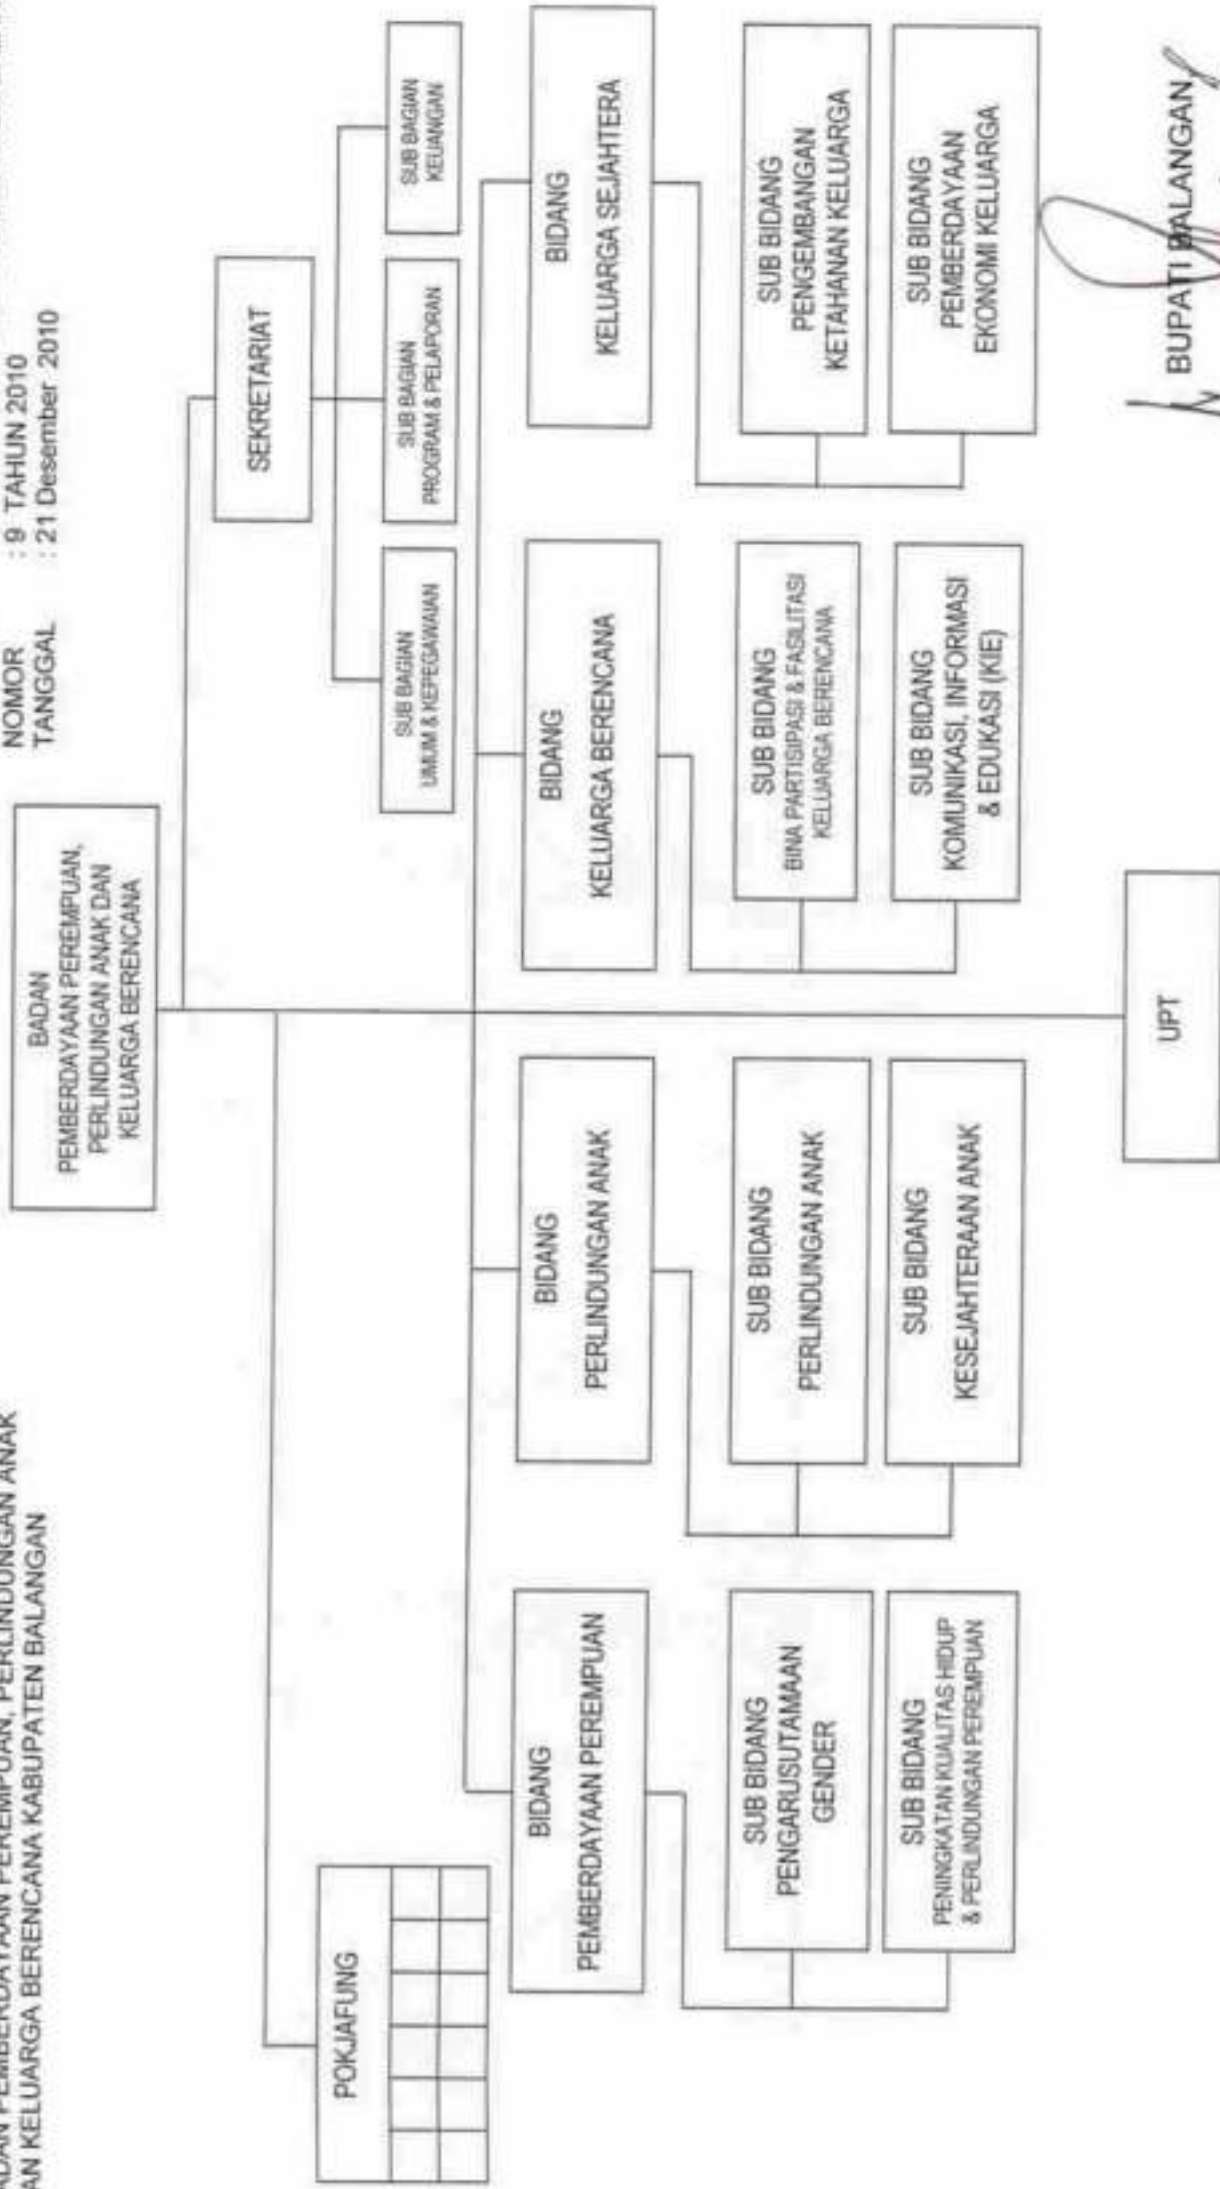 PEMBERDAYAAN PEREMPUAN, PERLINDUNGAN ANAK
KELUARGA BERENCANA KABUPATEN BALANGAN
NOMOR : 9 TAHUN 2010
TANGGAL : 21 Desember 2010
BADAN
PEMBERDAYAAN PEREMPUAN,
PERLINDUNGAN ANAK DAN
KELUARGA BERENCANA
SEKRETARIAT
POKJAFUNG
SUB BAGIAN
UMUM & KEPEGAWAIAN
SUB BAGIAN
PROGRAM & PELAPORAN
SUB BAGIAN
KEUANGAN
BIDANG
PEMBERDAYAAN PEREMPUAN
BIDANG
PERLINDUNGAN ANAK
BIDANG
KELUARGA BERENCANA
BIDANG
KELUARGA SEJAHTERA
SUB BIDANG
PENGARUSUTAMAAN
GENDER
SUB BIDANG
PERLINDUNGAN ANAK
SUB BIDANG
BINA PARTISIPASI & FASILITASI
KELUARGA BERENCANA
SUB BIDANG
PENGEMBANGAN
KETAHANAN KELUARGA
SUB BIDANG
PENINGKATAN KUALITAS HIDUP
& PERLINDUNGAN PEREMPUAN
SUB BIDANG
KESEJAHTERAAN ANAK
SUB BIDANG
KOMUNIKASI, INFORMASI
& EDUKASI (KIE)
SUB BIDANG
PEMBERDAYAAN
EKONOMI KELUARGA
UPT
BUPATI BALANGAN,